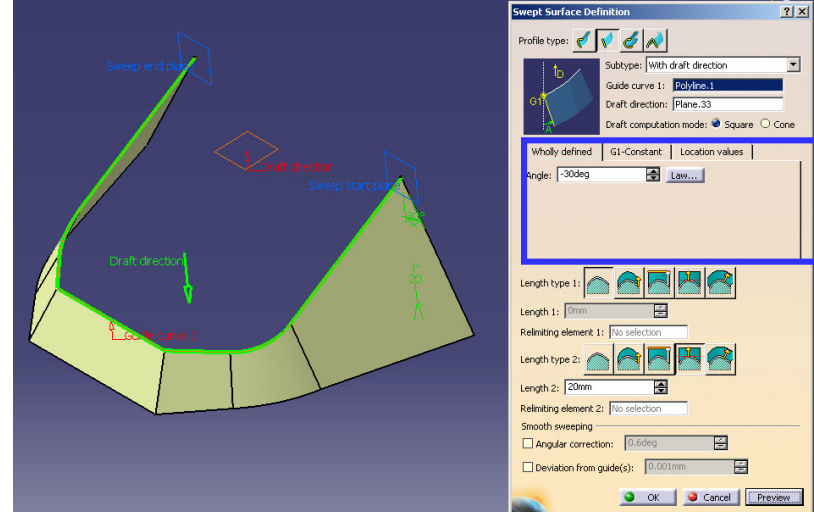 Swept Surface Definition
Profile type:
Subtype: With draft direction
Guide curve 1: Polyline.1
Draft direction: Plane.33
Draft computation mode: Square Cone
Wholly defined G1-Constant Location values
Angle: -30deg Law...
Length type 1:
Length 1: 0mm
Relimiting element 1: No selection
Length type 2:
Length 2: 20mm
Relimiting element 2: No selection
Smooth sweeping
Angular correction: 0.6deg
Deviation from guide(s): 0.001mm
OK Cancel Preview
D
G1
A
Sweep end plane
Draft direction
Sweep start plane
Draft direction
20
Guide curve 1